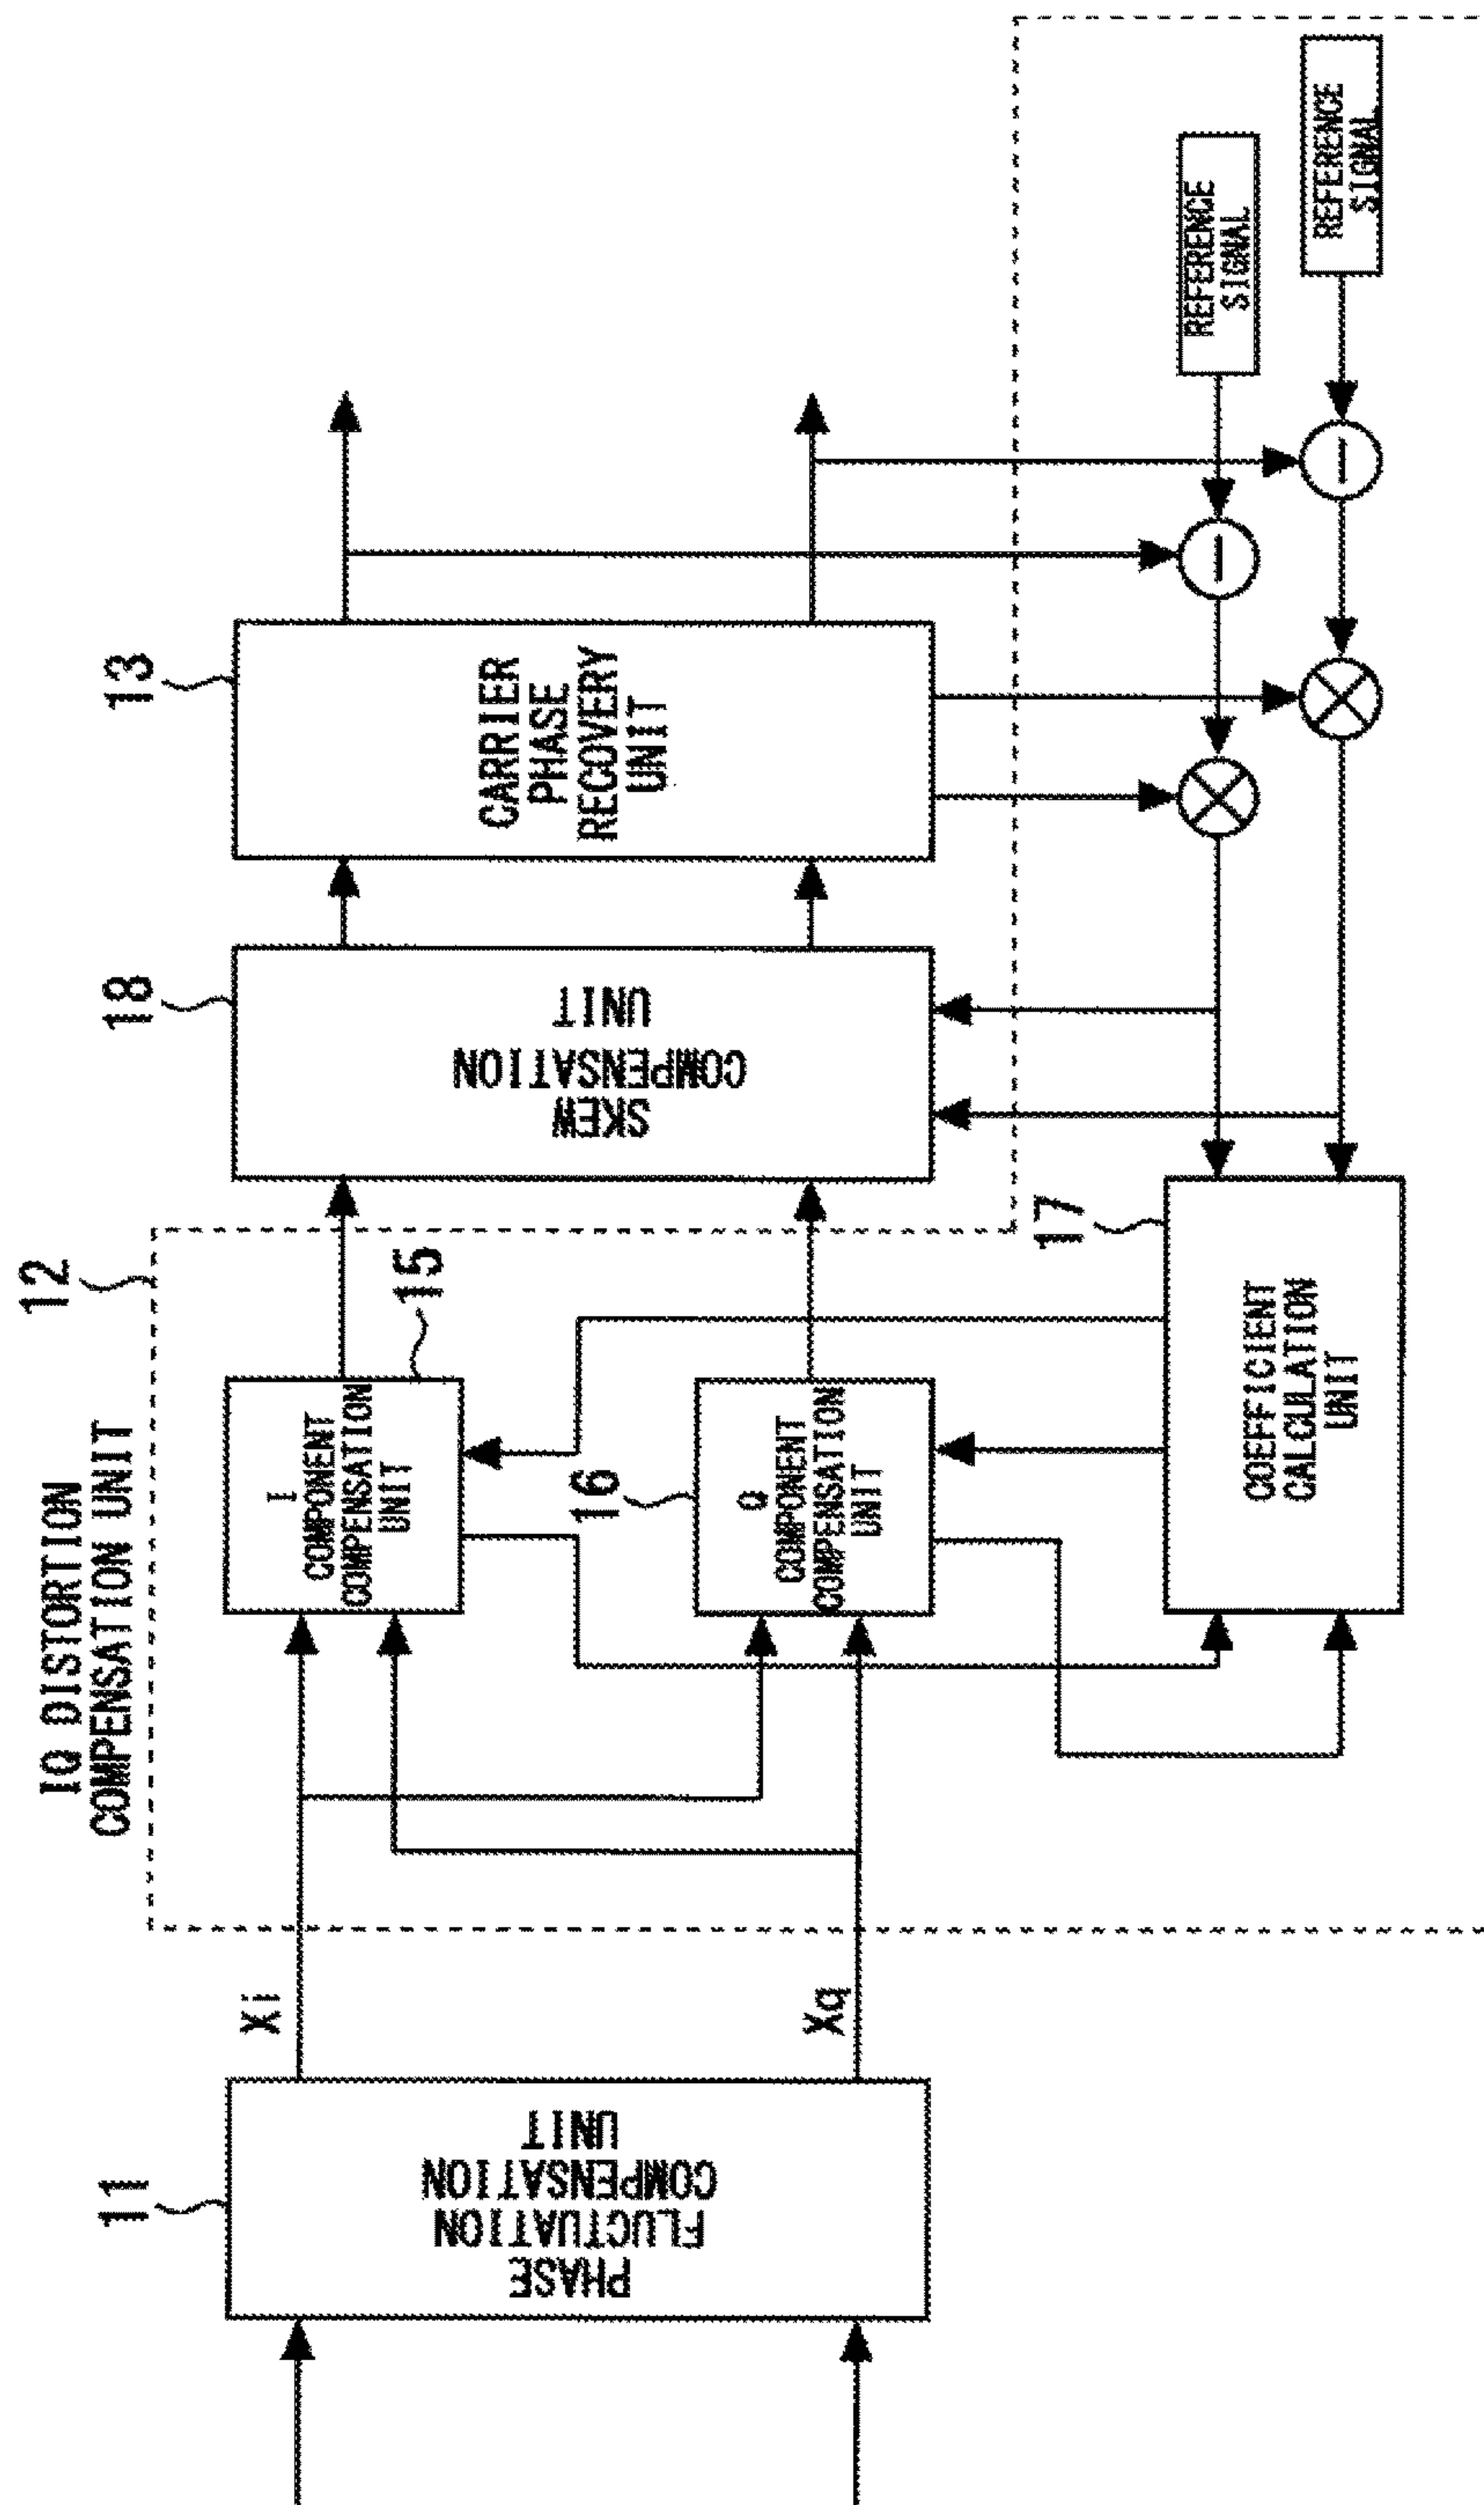 IQ DISTORTION
COMPENSATION UNIT
12
11
PHASE
FLUCTUATION
COMPENSATION
UNIT
Xi
Xq
I
COMPONENT
COMPENSATION
UNIT
15
16
Q
COMPONENT
COMPENSATION
UNIT
17
COEFFICIENT
CALCULATION
UNIT
18
SKEW
COMPENSATION
UNIT
13
CARRIER
PHASE
RECOVERY
UNIT
REFERENCE
SIGNAL
REFERENCE
SIGNAL